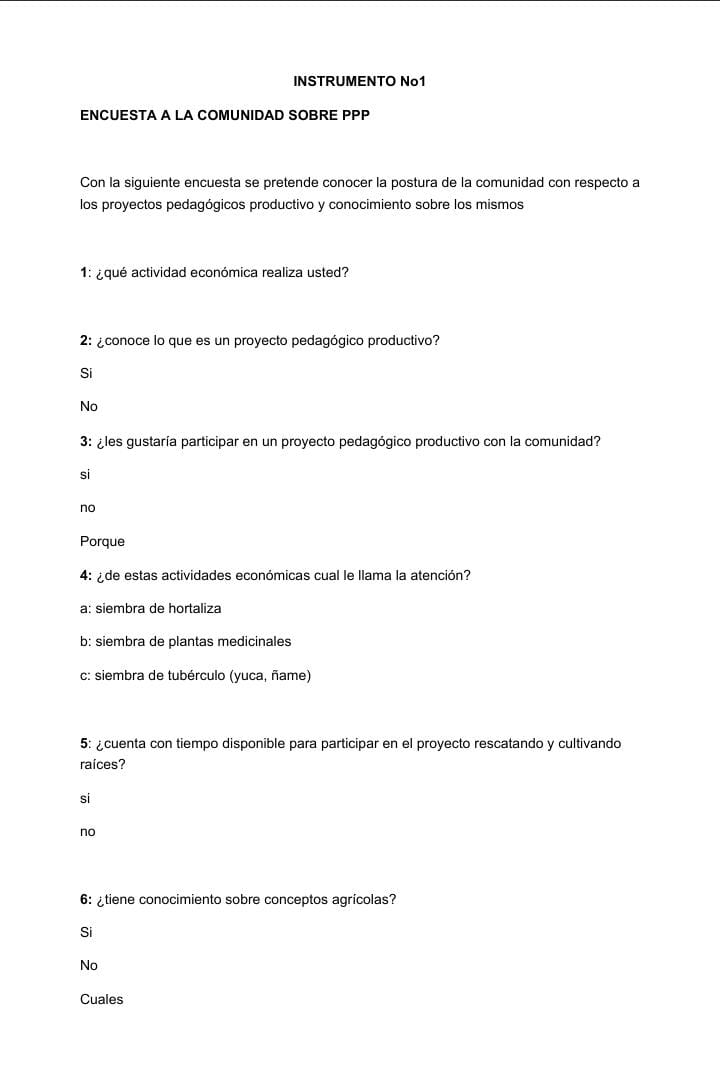 INSTRUMENTO No1
ENCUESTA A LA COMUNIDAD SOBRE PPP
Con la siguiente encuesta se pretende conocer la postura de la comunidad con respecto a
los proyectos pedagógicos productivo y conocimiento sobre los mismos
1: ¿qué actividad económica realiza usted?
2: ¿conoce lo que es un proyecto pedagógico productivo?
Si
No
3: ¿les gustaría participar en un proyecto pedagógico productivo con la comunidad?
si
no
Porque
4: ¿de estas actividades económicas cual le llama la atención?
a: siembra de hortaliza
b: siembra de plantas medicinales
c: siembra de tubérculo (yuca, ñame)
5: ¿cuenta con tiempo disponible para participar en el proyecto rescatando y cultivando
raíces?
si
no
6: ¿tiene conocimiento sobre conceptos agrícolas?
Si
No
Cuales